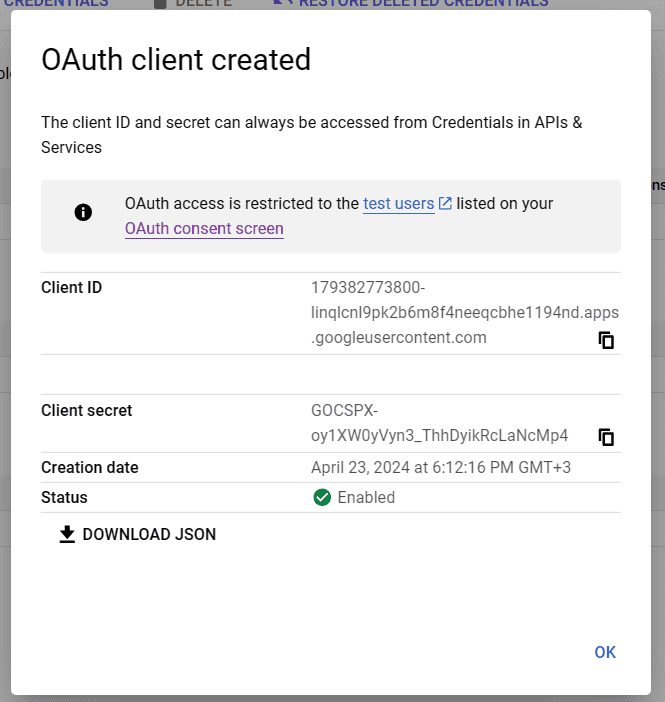 CREDENTIALS DELETE RESTORE DELETED CREDENTIALS
OAuth client created
The client ID and secret can always be accessed from Credentials in APIs &
Services
OAuth access is restricted to the test users listed on your
OAuth consent screen
Client ID
179382773800-
linqlcnl9pk2b6m8f4neeqcbhe1194nd.apps
.googleusercontent.com
Client secret
GOCSPX-
oy1XW0yVyn3_ThhDyikRcLaNcMp4
Creation date April 23, 2024 at 6:12:16 PM GMT+3
Status Enabled
DOWNLOAD JSON
OK